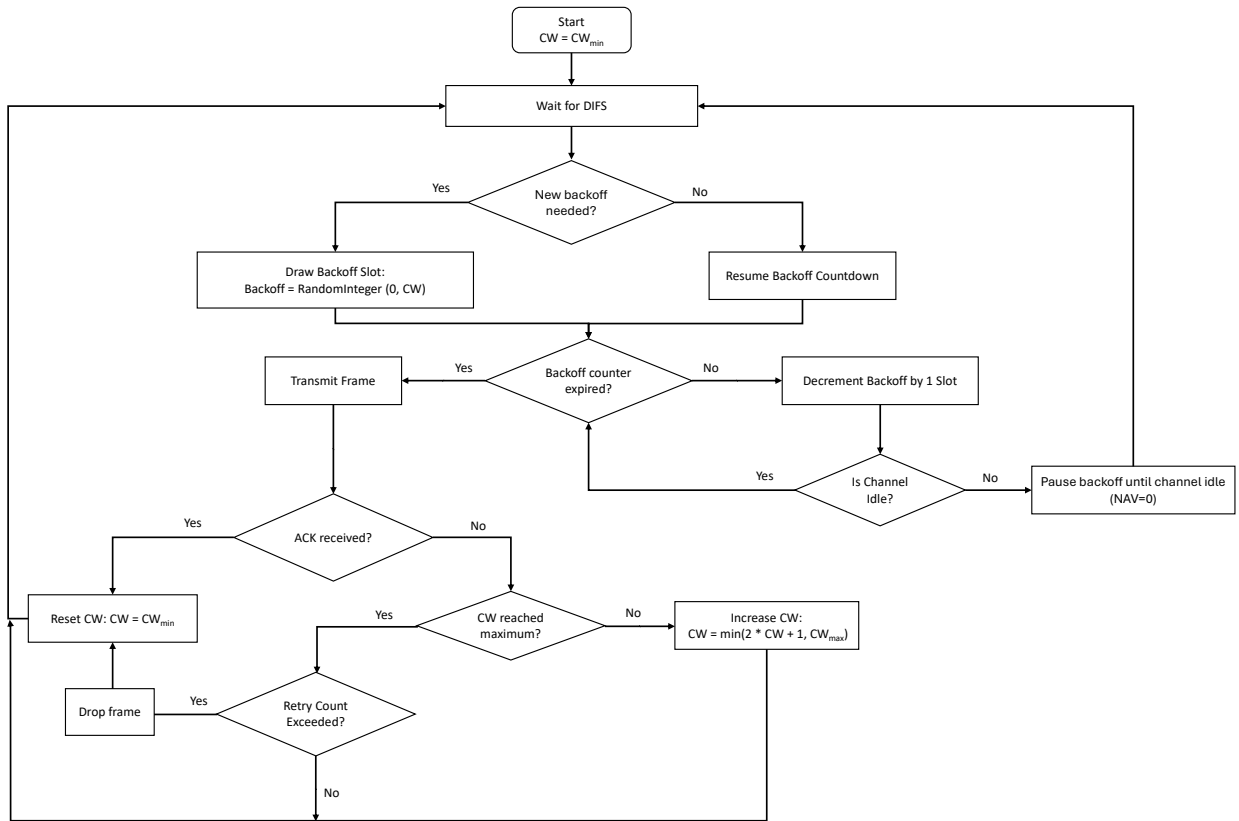 Start
CW = CWmin
Wait for DIFS
Yes
New backoff
needed?
No
Draw Backoff Slot:
Backoff = RandomInteger (0, CW)
Resume Backoff Countdown
Transmit Frame
Yes
Backoff counter
expired?
No
Decrement Backoff by 1 Slot
Yes
Is Channel
Idle?
No
Pause backoff until channel idle
(NAV=0)
Yes
ACK received?
No
Reset CW: CW = CWmin
Yes
CW reached
maximum?
No
Increase CW:
CW = min(2 * CW + 1, CWmax)
Drop frame
Yes
Retry Count
Exceeded?
No